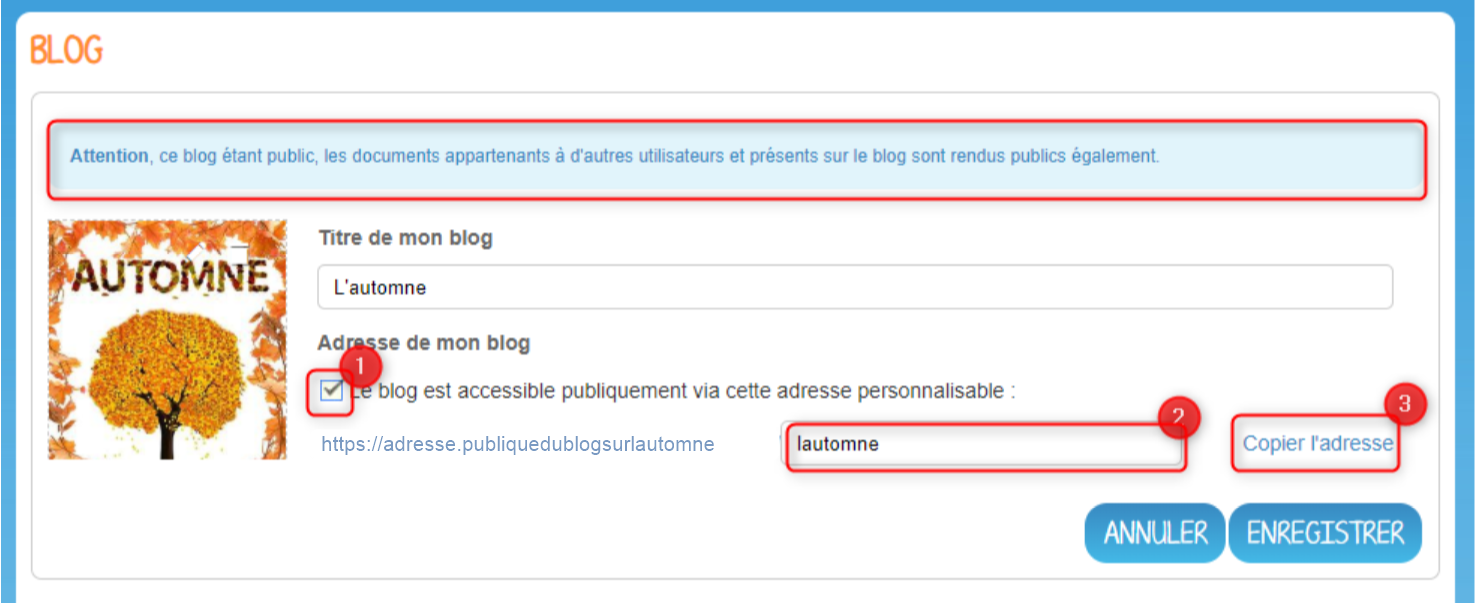 BLOG
Attention, ce blog étant public, les documents appartenants à d'autres utilisateurs et présents sur le blog sont rendus publics également.
AUTOMNE
Titre de mon blog
L'automne
Adresse de mon blog
1
Le blog est accessible publiquement via cette adresse personnalisable :
2
3
https://adresse.publiquedublogsurlautomne
lautomne
Copier l'adresse
ANNULER
ENREGISTRER